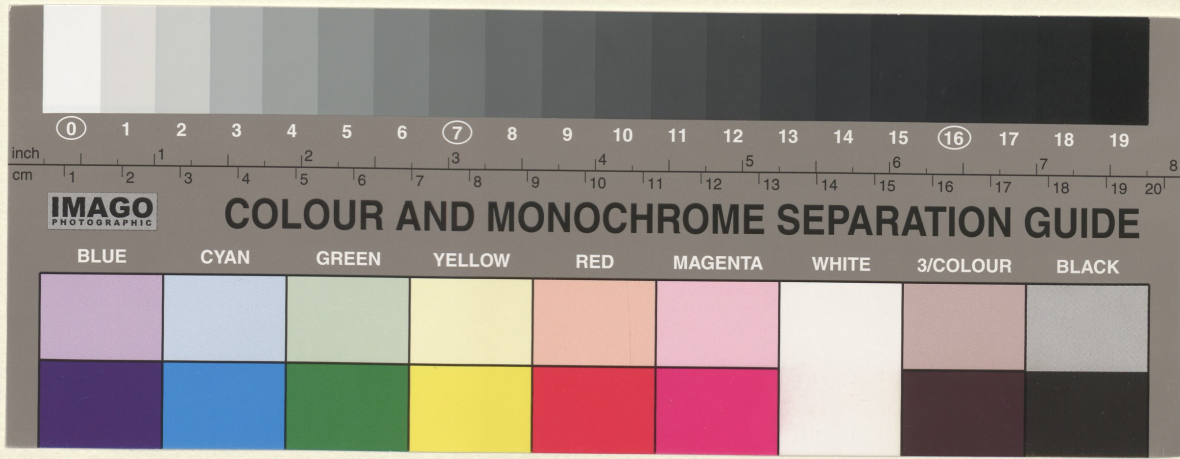 0 1 2 3 4 5 6 7 8 9 10 11 12 13 14 15 16 17 18 19
inch 1 2 3 4 5 6 7 8
cm 1 2 3 4 5 6 7 8 9 10 11 12 13 14 15 16 17 18 19 20
IMAGO
PHOTOGRAPHIC
COLOUR AND MONOCHROME SEPARATION GUIDE
BLUE CYAN GREEN YELLOW RED MAGENTA WHITE 3/COLOUR BLACK